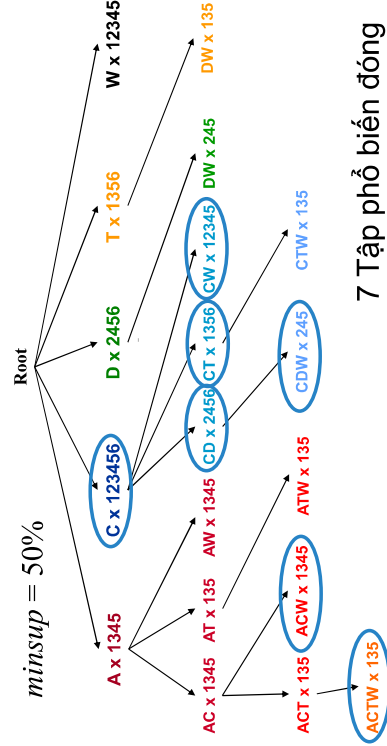 Root
minsup = 50%
A x 1345
C x 123456
D x 2456
T x 1356
W x 12345
AC x 1345
AT x 135
AW x 1345
CD x 2456
CT x 1356
CW x 12345
DW x 245
DW x 135
ACT x 135
ACW x 1345
ATW x 135
CDW x 245
CTW x 135
ACTW x 135
7 Tập phổ biến đóng